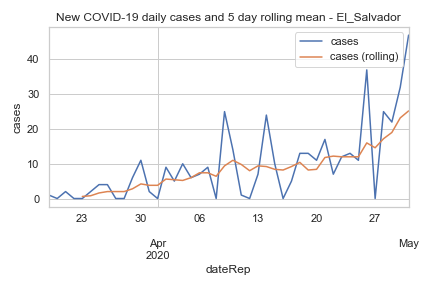 New COVID-19 daily cases and 5 day rolling mean - El_Salvador
cases
cases (rolling)
cases
40
30
20
10
0
23
30
06
13
20
27
Apr
2020
May
dateRep